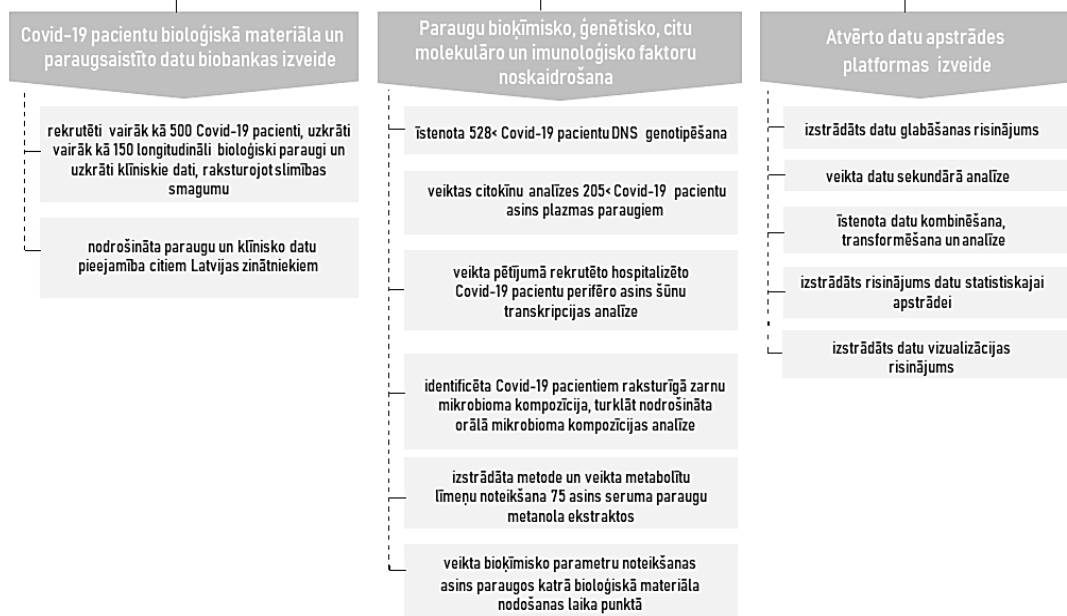 Covid-19 pacientu bioloģiskā materiāla un
paraugsaistīto datu biobankas izveide
rekrutēti vairāk kā 500 Covid-19 pacienti, uzkrāti
vairāk kā 150 longitudināli bioloģiski paraugi un
uzkrāti klīniskie dati, raksturojot slimības
smagumu
nodrošināta paraugu un klīnisko datu
pieejamība citiem Latvijas zinātniekiem
Paraugu bioķīmisko, ģenētisko, citu
molekulāro un imunoloģisko faktoru
noskaidrošana
īstenota 528< Covid-19 pacientu DNS genotipēšana
veiktas citokīnu analīzes 205< Covid-19 pacientu
asins plazmas paraugiem
veikta pētījumā rekrutēto hospitalizēto
Covid-19 pacientu perifēro asins šūnu
transkripcijas analīze
identificēta Covid-19 pacientiem raksturīgā zarnu
mikrobioma kompozīcija, turklāt nodrošināta
orālā mikrobioma kompozīcijas analīze
izstrādāta metode un veikta metabolītu
līmeņu noteikšana 75 asins seruma paraugu
metanola ekstraktos
veikta bioķīmisko parametru noteikšanas
asins paraugos katrā bioloģiskā materiāla
nodošanas laika punktā
Atvērto datu apstrādes
platformas izveide
izstrādāts datu glabāšanas risinājums
veikta datu sekundārā analīze
īstenota datu kombinēšana,
transformēšana un analīze
izstrādāts risinājums datu statistiskajai
apstrādei
izstrādāts datu vizualizācijas
risinājums